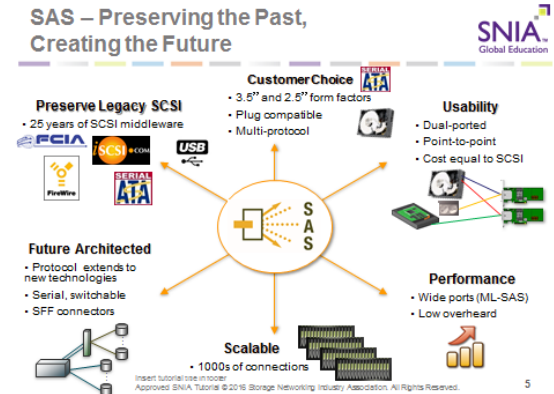 SAS – Preserving the Past,
Creating the Future
SNIA
Global Education
Customer Choice
SERIAL
ATA
• 3.5” and 2.5” form factors
• Plug compatible
• Multi-protocol
Preserve Legacy SCSI
• 25 years of SCSI middleware
FCIA
iSCSI.COM
USB
FireWire
SERIAL
ATA
Usability
• Dual-ported
• Point-to-point
• Cost equal to SCSI
SAS
Future Architected
• Protocol extends to
new technologies
• Serial, switchable
• SFF connectors
Performance
• Wide ports (ML-SAS)
• Low overheard
Scalable
• 1000s of connections
Insert tutorial title in footer
Approved SNIA Tutorial © 2016 Storage Networking Industry Association. All Rights Reserved.
5